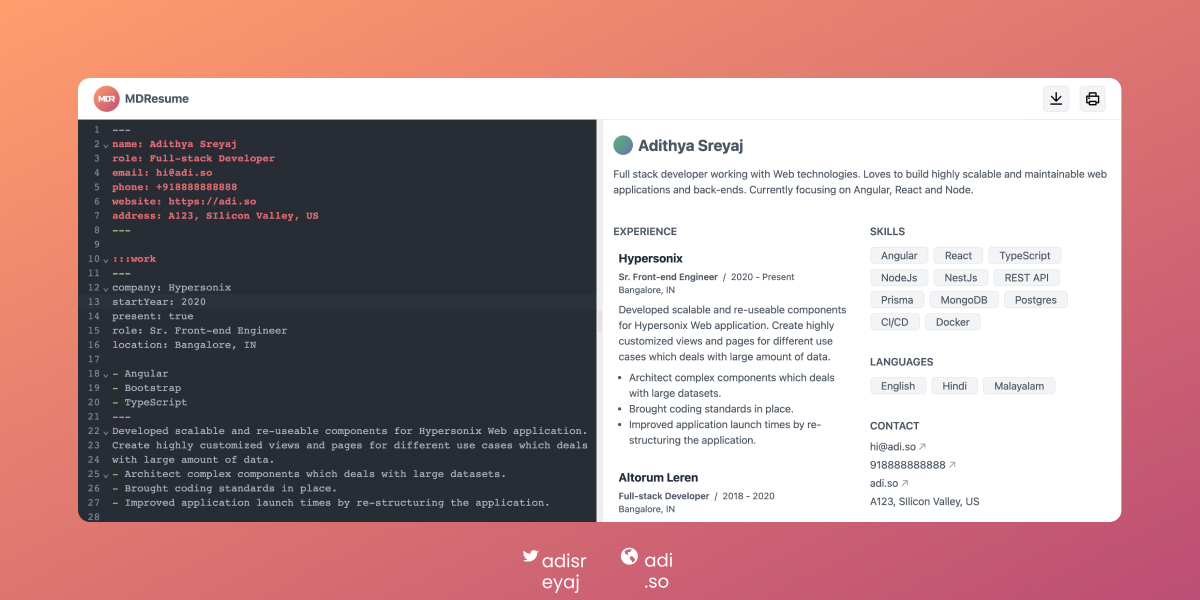 MDR MDResume
1 ---
2 name: Adithya Sreyaj
3 role: Full-stack Developer
4 email: hi@adi.so
5 phone: +918888888888
6 website: https://adi.so
7 address: A123, SIlicon Valley, US
8 ---
9
10 :::work
11 ---
12 company: Hypersonix
13 startYear: 2020
14 present: true
15 role: Sr. Front-end Engineer
16 location: Bangalore, IN
17
18 - Angular
19 - Bootstrap
20 - TypeScript
21 ---
22 Developed scalable and re-useable components for Hypersonix Web application.
23 Create highly customized views and pages for different use cases which deals
24 with large amount of data.
25 - Architect complex components which deals with large datasets.
26 - Brought coding standards in place.
27 - Improved application launch times by re-structuring the application.
28
Adithya Sreyaj
Full stack developer working with Web technologies. Loves to build highly scalable and maintainable web
applications and back-ends. Currently focusing on Angular, React and Node.
EXPERIENCE
Hypersonix
Sr. Front-end Engineer / 2020 - Present
Bangalore, IN
Developed scalable and re-useable components
for Hypersonix Web application. Create highly
customized views and pages for different use
cases which deals with large amount of data.
• Architect complex components which deals
with large datasets.
• Brought coding standards in place.
• Improved application launch times by re-
structuring the application.
Altorum Leren
Full-stack Developer / 2018 - 2020
Bangalore, IN
SKILLS
Angular React TypeScript
NodeJs NestJs REST API
Prisma MongoDB Postgres
CI/CD Docker
LANGUAGES
English Hindi Malayalam
CONTACT
hi@adi.so ↗
918888888888 ↗
adi.so ↗
A123, SIlicon Valley, US
adisr
eyaj
adi
.so